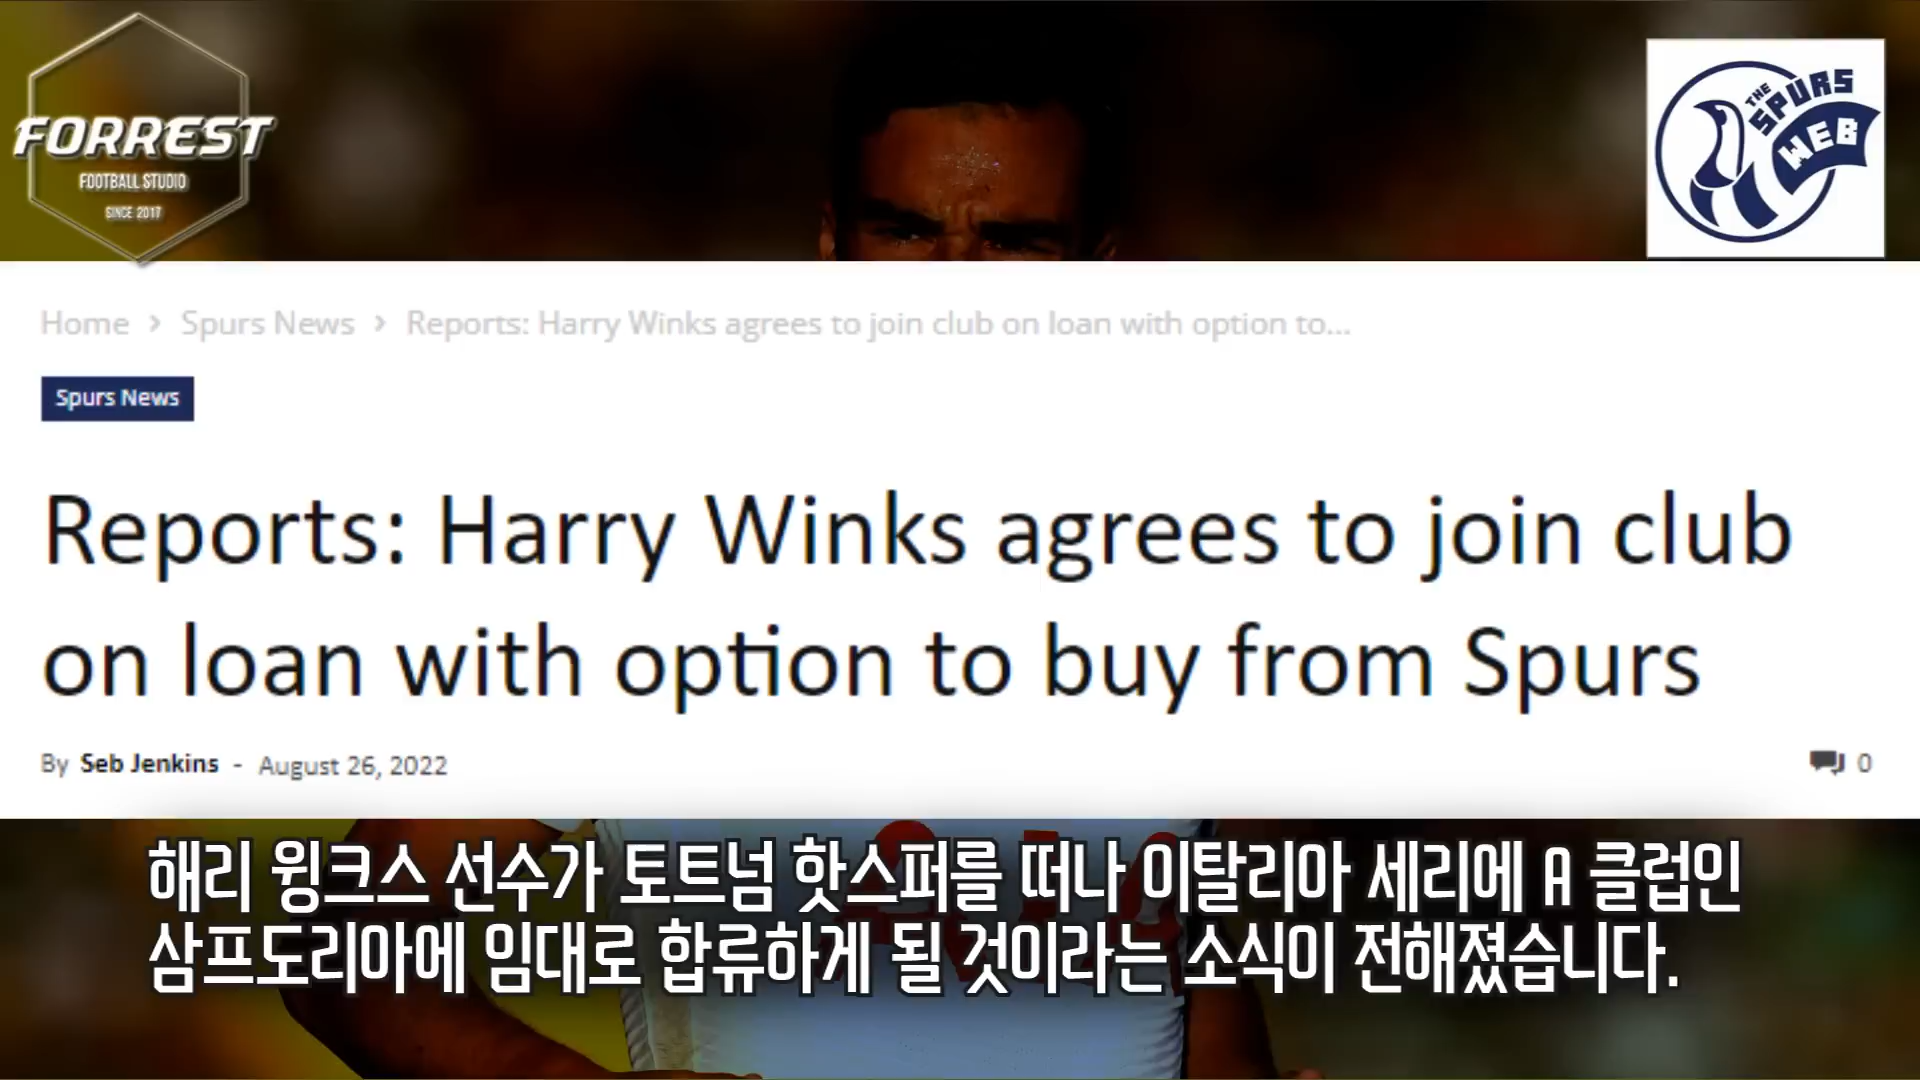 FORREST
FOOTBALL STUDIO
SINCE 2017
THE
SPURS
WEB
Home > Spurs News > Reports: Harry Winks agrees to join club on loan with option to...
Spurs News
Reports: Harry Winks agrees to join club
on loan with option to buy from Spurs
By Seb Jenkins - August 26, 2022
0
해리 윙크스 선수가 토트넘 핫스퍼를 떠나 이탈리아 세리에 A 클럽인
삼프도리아에 임대로 합류하게 될 것이라는 소식이 전해졌습니다.